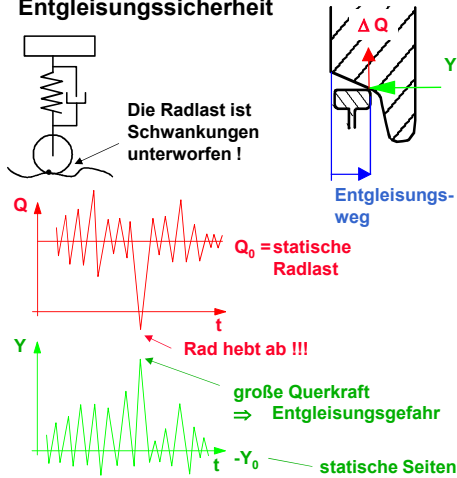 Entgleisungssicherheit
Δ Q
Y
Die Radlast ist
Schwankungen
unterworfen !
Entgleisungs-
weg
Q
Q₀ = statische
Radlast
t
Rad hebt ab !!!
Y
große Querkraft
⇒ Entgleisungsgefahr
t
-Y₀
statische Seiten